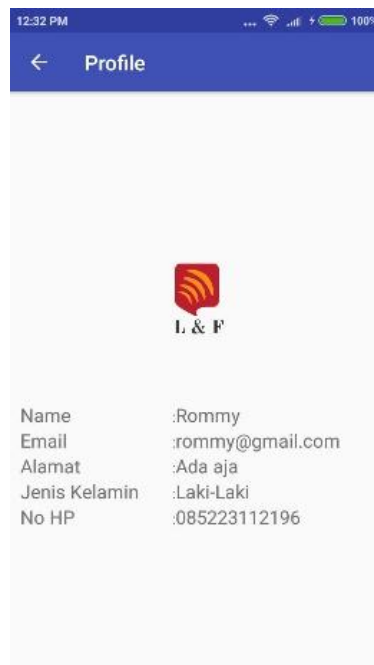 12:32 PM ... 100%
Profile
L & F
Name :Rommy
Email :rommy@gmail.com
Alamat :Ada aja
Jenis Kelamin :Laki-Laki
No HP :085223112196